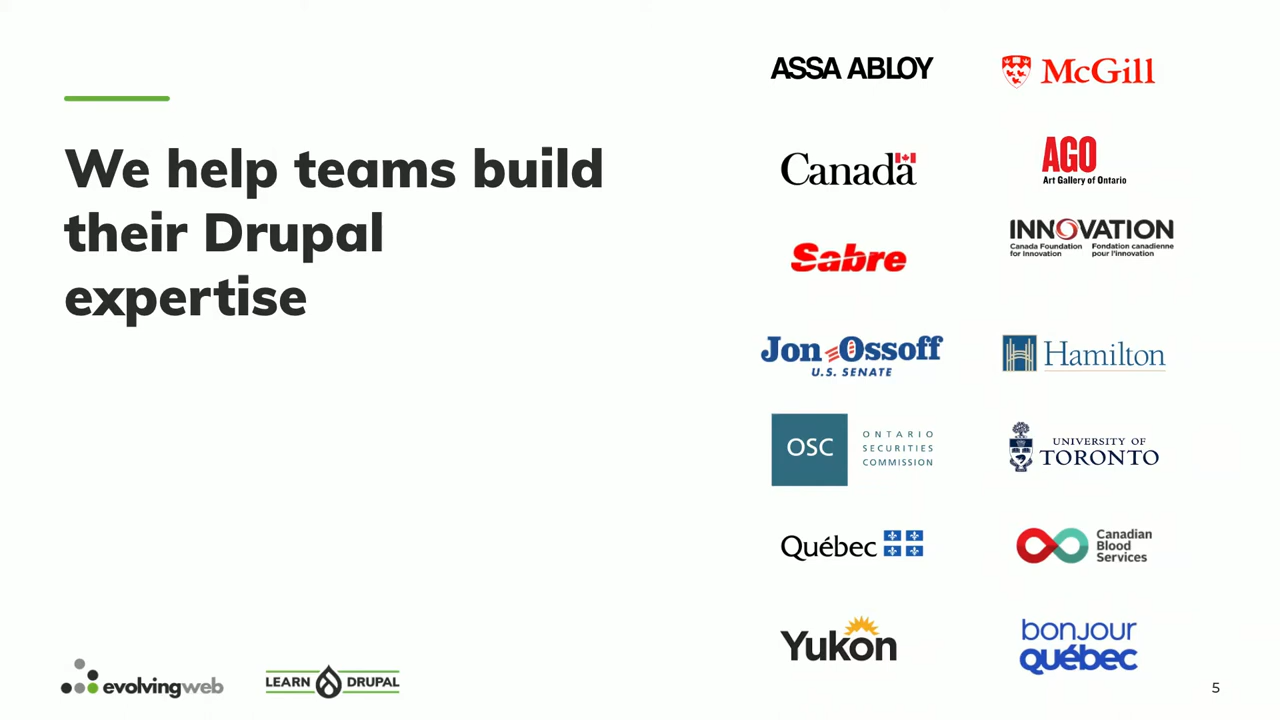 We help teams build
their Drupal
expertise
ASSA ABLOY
McGill
Canada
AGO
Art Gallery of Ontario
Sabre
INNOVATION
Canada Foundation
for Innovation
Fondation canadienne
pour l'innovation
Jon Ossoff
U.S. SENATE
Hamilton
OSC
ONTARIO
SECURITIES
COMMISSION
UNIVERSITY OF
TORONTO
Québec
Canadian
Blood
Services
Yukon
bonjour
québec
evolvingweb
LEARN DRUPAL
5